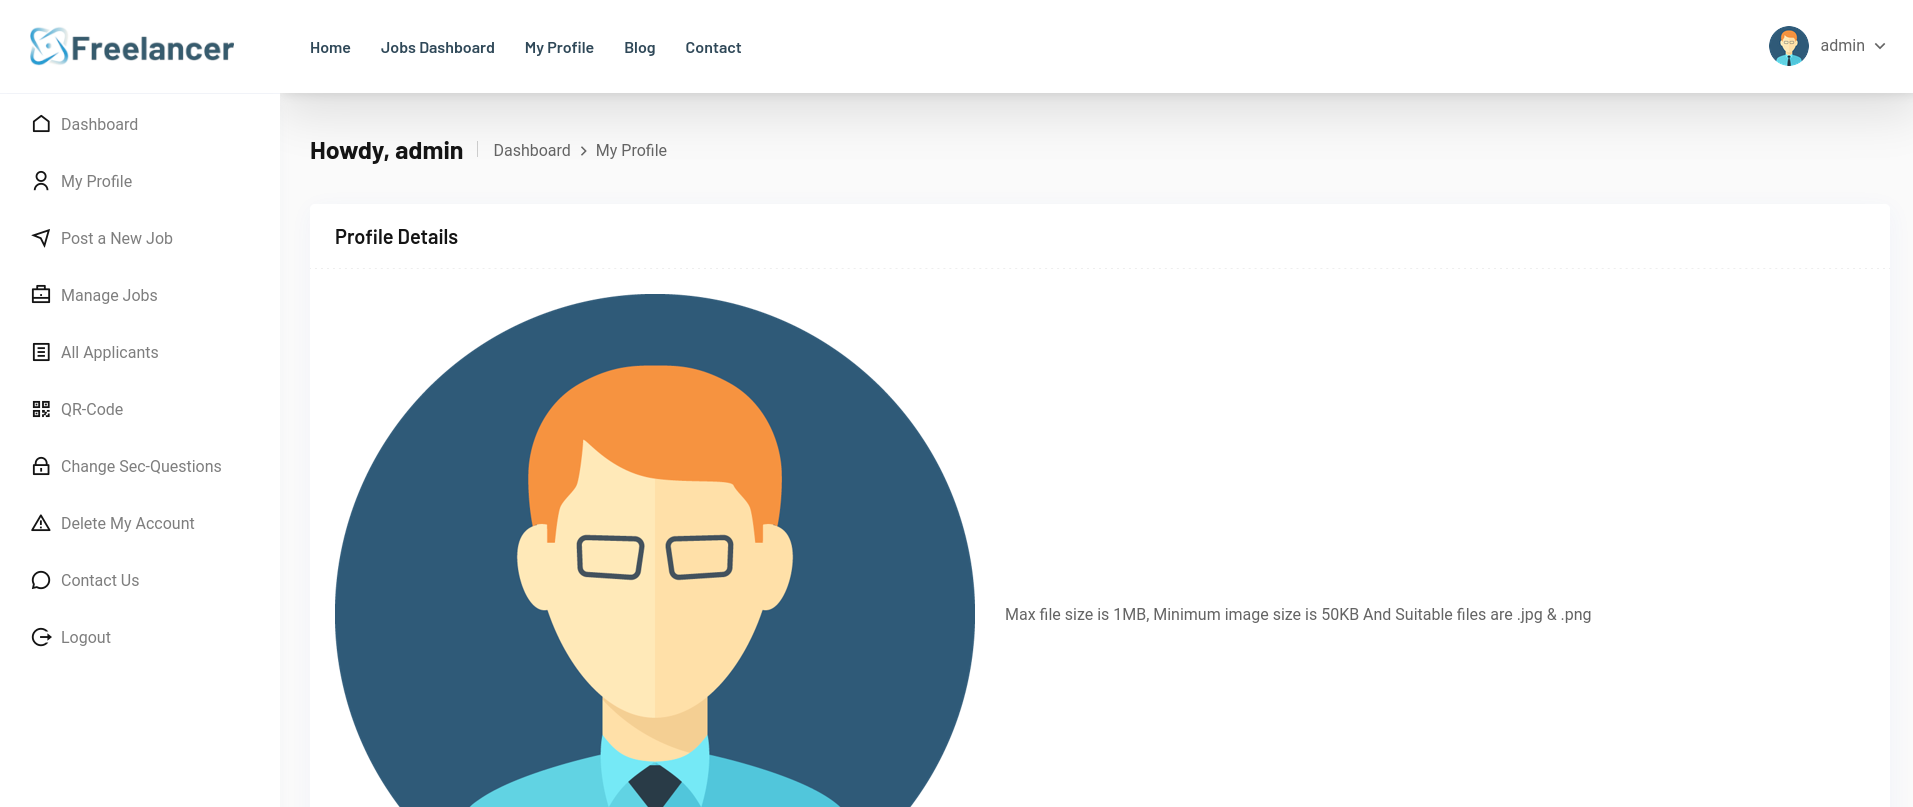 Freelancer
Home
Jobs Dashboard
My Profile
Blog
Contact
admin
Dashboard
My Profile
Post a New Job
Manage Jobs
All Applicants
QR-Code
Change Sec-Questions
Delete My Account
Contact Us
Logout
Howdy, admin
Dashboard > My Profile
Profile Details
Max file size is 1MB, Minimum image size is 50KB And Suitable files are .jpg & .png